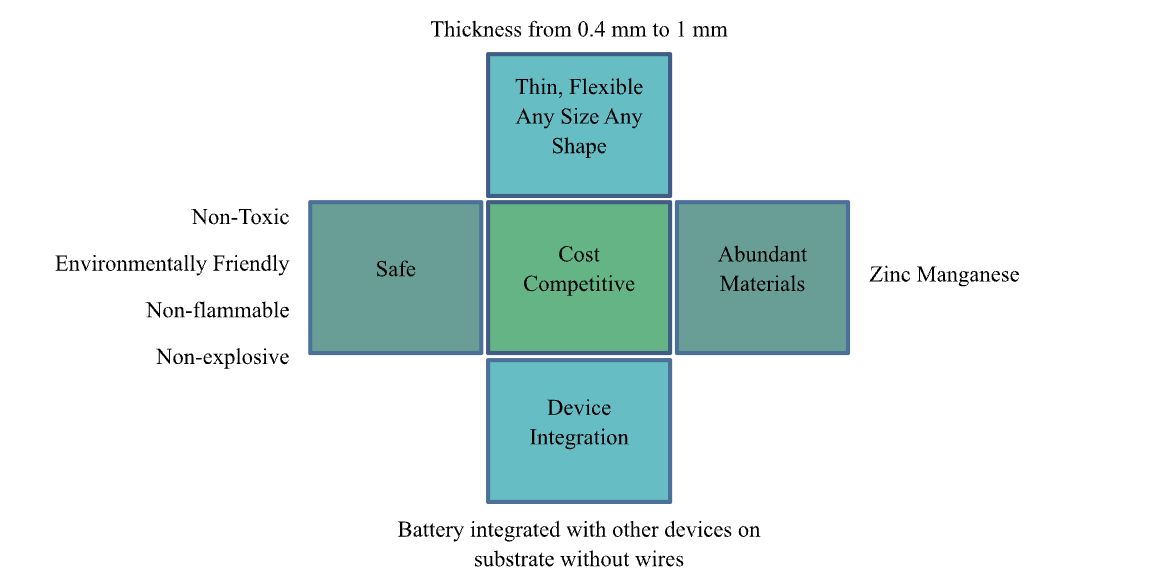 Thickness from 0.4 mm to 1 mm
Thin, Flexible
Any Size Any
Shape
Non-Toxic
Environmentally Friendly
Non-flammable
Non-explosive
Safe
Cost
Competitive
Abundant
Materials
Zinc Manganese
Device
Integration
Battery integrated with other devices on
substrate without wires